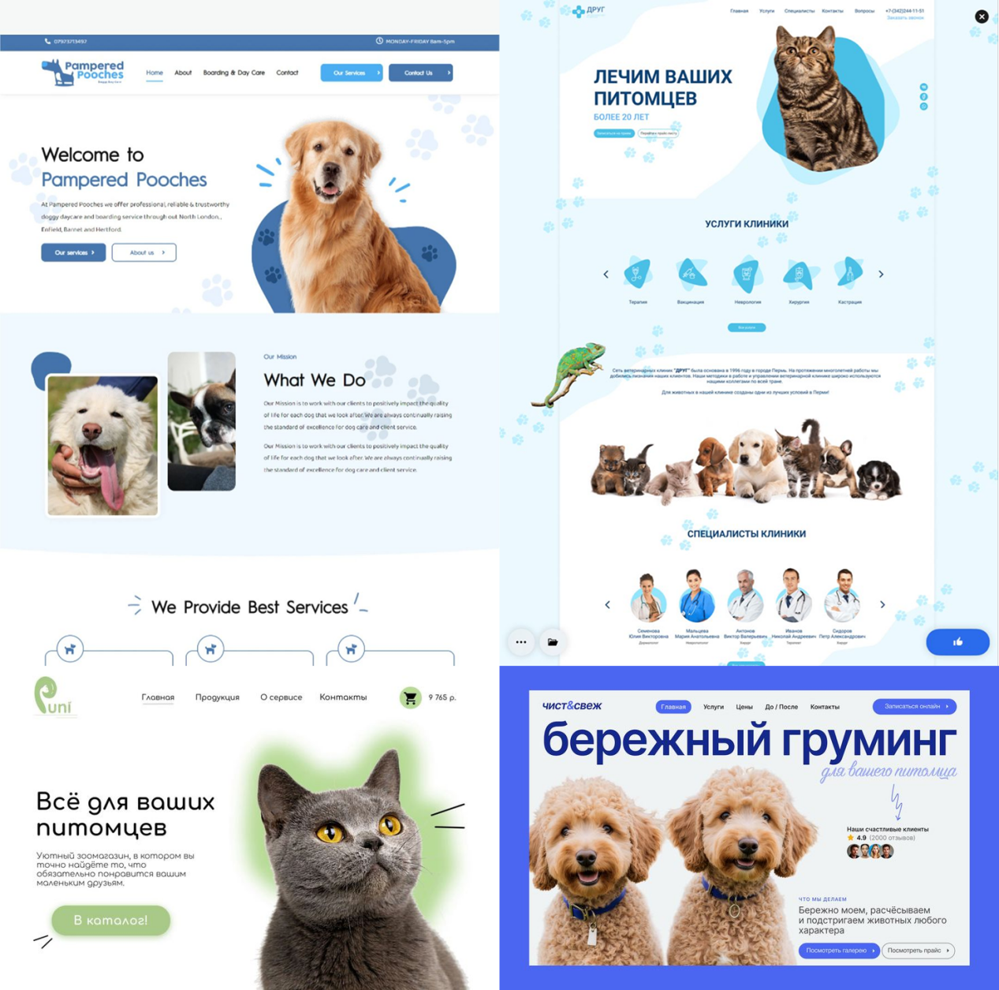 07973713497
MONDAY-FRIDAY 8am-5pm
Pampered
Pooches
Home
About
Boarding & Day Care
Contact
Our Services
Contact Us
Welcome to
Pampered Pooches
At Pampered Pooches we offer professional, reliable & trustworthy
doggy daycare and boarding service through out North London.,
Enfield, Barnet and Hertford.
Our services
About us
Our Mission
What We Do
Our Mission is to work with our clients to positively impact the quality
of life for each dog that we look after. We are always continually raising
the standard of excellence for dog care and client service.
Our Mission is to work with our clients to positively impact the quality
of life for each dog that we look after. We are always continually raising
the standard of excellence for dog care and client service.
We Provide Best Services
ДРУГ
Главная
Услуги
Специалисты
Контакты
Вопросы
+7-(342)244-11-51
Заказать звонок
ЛЕЧИМ ВАШИХ
ПИТОМЦЕВ
БОЛЕЕ 20 ЛЕТ
Записаться на прием
Перейти к прайс-листу
УСЛУГИ КЛИНИКИ
Терапия
Вакцинация
Неврология
Хирургия
Кастрация
Все услуги
Сеть ветеринарных клиник "ДРУГ" была основана в 1996 году в городе Пермь. На протяжении многолетней работы мы
добились признания наших клиентов. Наши методики в работе и управлении ветеринарной клинике широко используются
нашими коллегами по всей стране.
Для животных в нашей клинике созданы одни из лучших условий в Перми!
СПЕЦИАЛИСТЫ КЛИНИКИ
Семенова
Юлия Викторовна
Дерматолог
Мальцева
Мария Анатольевна
Невропатолог
Антонов
Виктор Валерьевич
Хирург
Иванов
Николай Андреевич
Терапевт
Сидоров
Петр Александрович
Хирург
Puni
Главная
Продукция
О сервисе
Контакты
9 765 р.
Всё для ваших
питомцев
Уютный зоомагазин, в котором вы
точно найдёте то, что
обязательно понравится вашим
маленьким друзьям.
В каталог!
ЧИСТ&СВЕЖ
Главная
Услуги
Цены
До / После
Контакты
Записаться онлайн
бережный груминг
для вашего питомца
Наши счастливые клиенты
4.9 (2000 отзывов)
ЧТО МЫ ДЕЛАЕМ
Бережно моем, расчёсываем
и подстригаем животных любого
характера
Посмотреть галерею
Посмотреть прайс